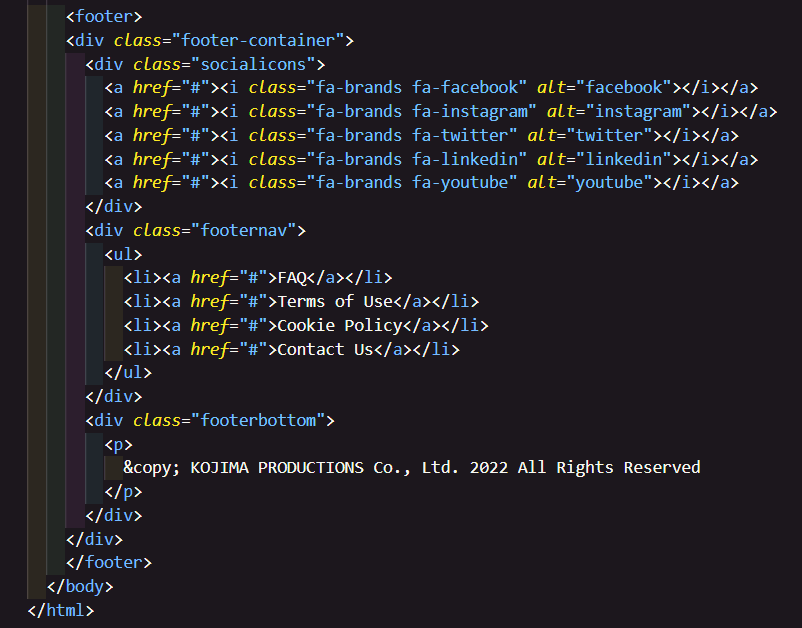 <footer>
<div class="footer-container">
<div class="socialicons">
<a href="#"><i class="fa-brands fa-facebook" alt="facebook"></i></a>
<a href="#"><i class="fa-brands fa-instagram" alt="instagram"></i></a>
<a href="#"><i class="fa-brands fa-twitter" alt="twitter"></i></a>
<a href="#"><i class="fa-brands fa-linkedin" alt="linkedin"></i></a>
<a href="#"><i class="fa-brands fa-youtube" alt="youtube"></i></a>
</div>
<div class="footernav">
<ul>
<li><a href="#">FAQ</a></li>
<li><a href="#">Terms of Use</a></li>
<li><a href="#">Cookie Policy</a></li>
<li><a href="#">Contact Us</a></li>
</ul>
</div>
<div class="footerbottom">
<p>
&copy; KOJIMA PRODUCTIONS Co., Ltd. 2022 All Rights Reserved
</p>
</div>
</div>
</footer>
</body>
</html>